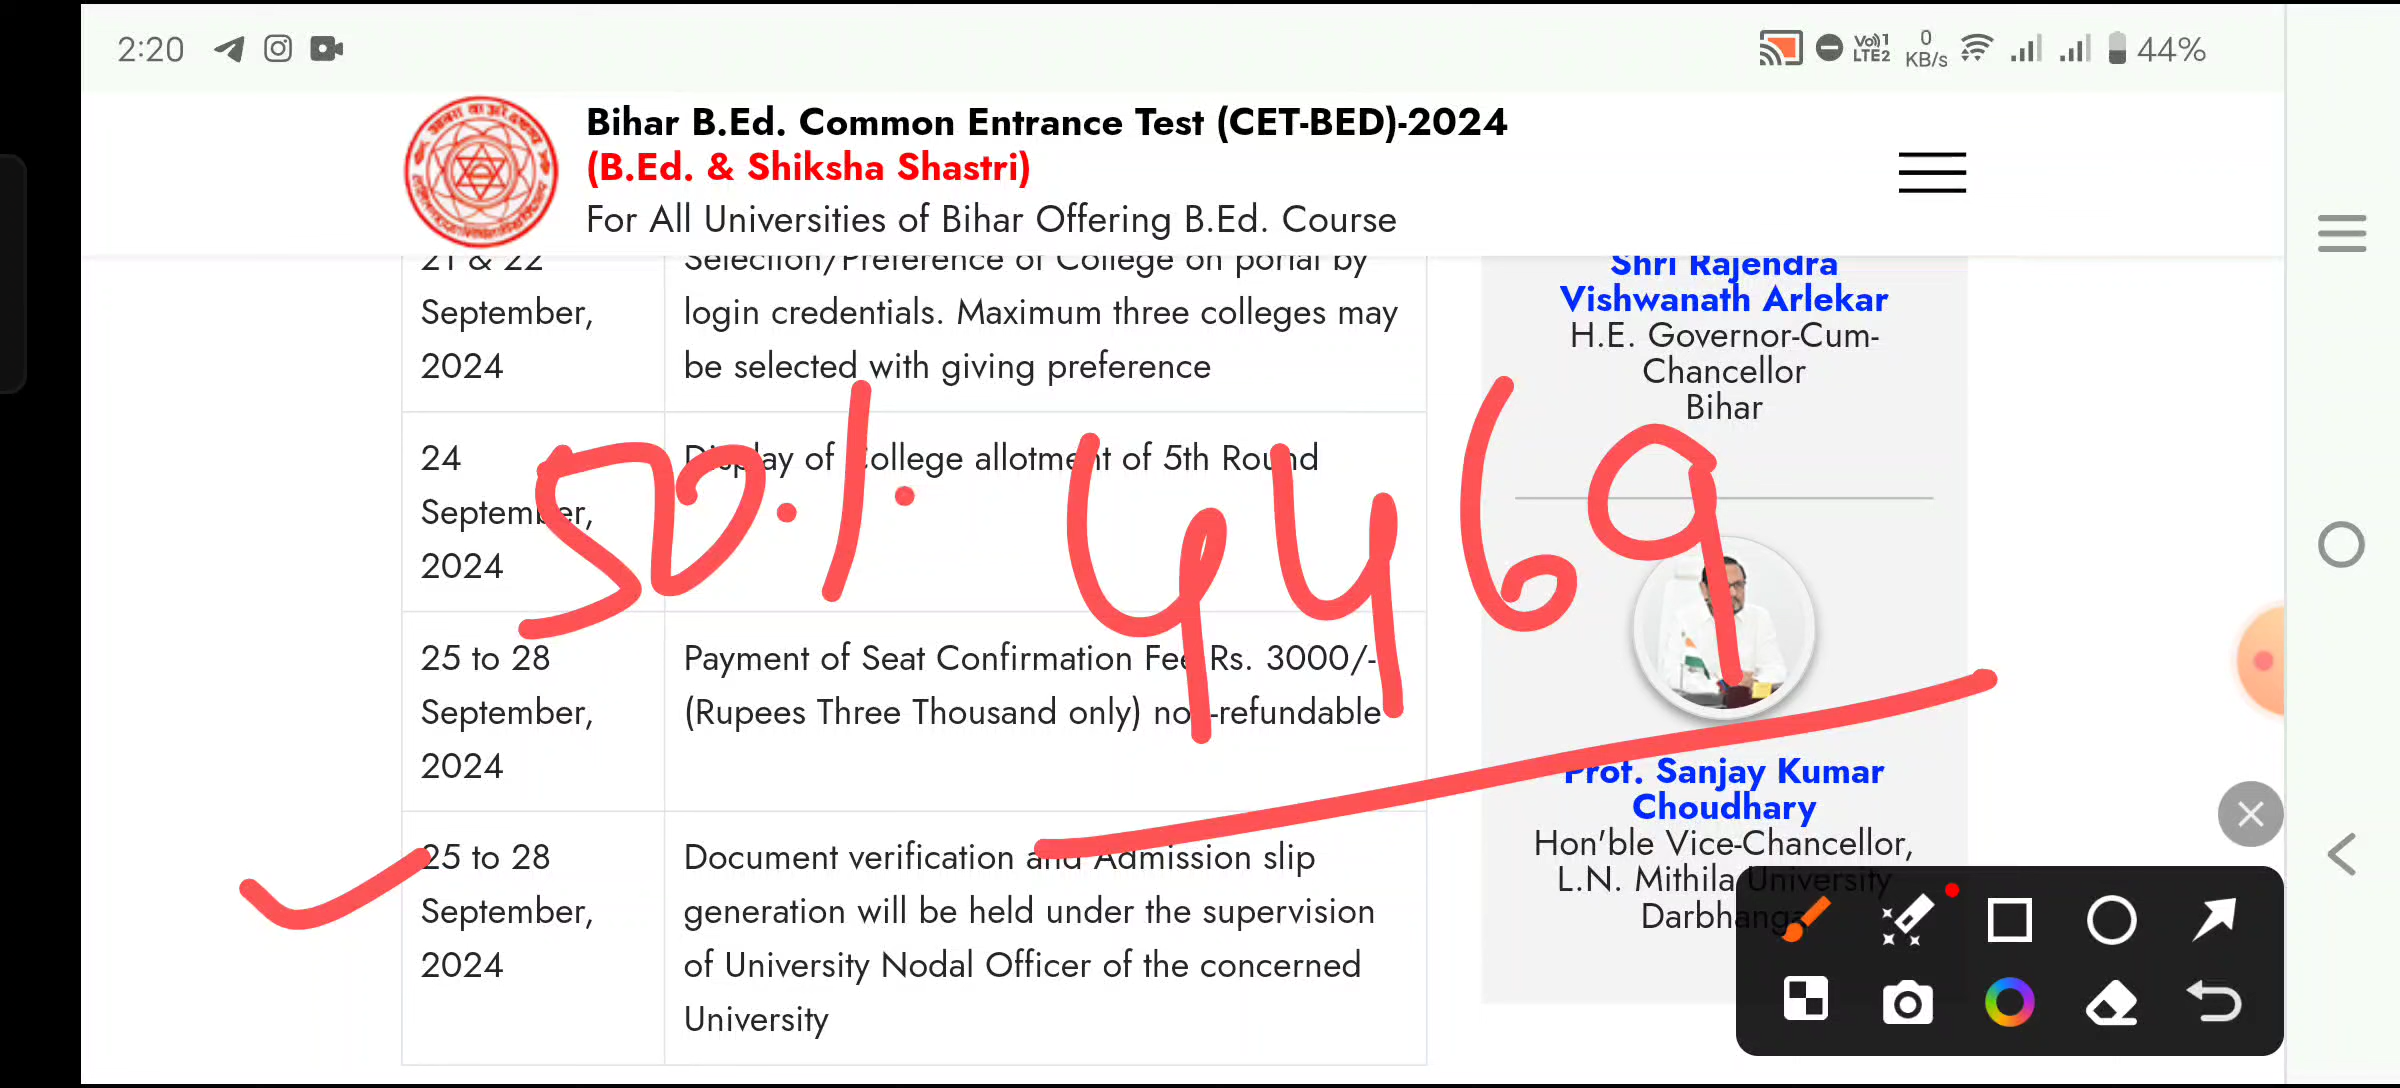 2:20
Vo))1 LTE2
0 KB/s
44%
Bihar B.Ed. Common Entrance Test (CET-BED)-2024
(B.Ed. & Shiksha Shastri)
For All Universities of Bihar Offering B.Ed. Course
21 & 22 September, 2024
Selection/Preference of College on portal by
login credentials. Maximum three colleges may
be selected with giving preference
24 September, 2024
Display of College allotment of 5th Round
25 to 28 September, 2024
Payment of Seat Confirmation Fee Rs. 3000/-
(Rupees Three Thousand only) non-refundable
25 to 28 September, 2024
Document verification and Admission slip
generation will be held under the supervision
of University Nodal Officer of the concerned
University
Shri Rajendra
Vishwanath Arlekar
H.E. Governor-Cum-
Chancellor
Bihar
Prof. Sanjay Kumar
Choudhary
Hon'ble Vice-Chancellor,
L.N. Mithila University
Darbhanga
50.%. 4469